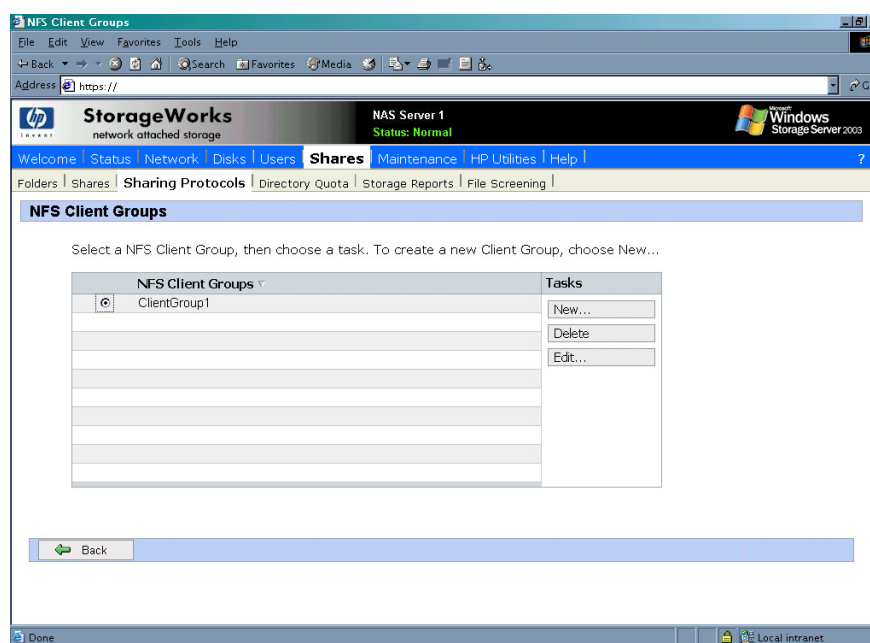 NFS Client Groups
File Edit View Favorites Tools Help
Back Search Favorites Media
Address https://
hp StorageWorks NAS Server 1 Microsoft Windows
invent network attached storage Status: Normal Storage Server 2003
Welcome Status Network Disks Users Shares Maintenance HP Utilities Help ?
Folders Shares Sharing Protocols Directory Quota Storage Reports File Screening
NFS Client Groups
Select a NFS Client Group, then choose a task. To create a new Client Group, choose New...
NFS Client Groups Tasks
ClientGroup1 New...
Delete
Edit...
Back
Done Local intranet